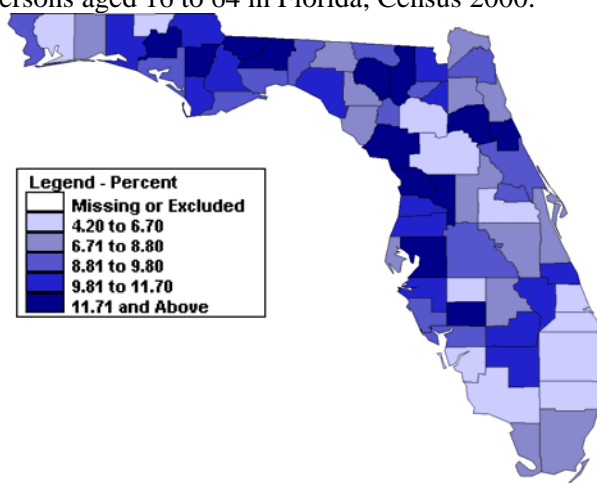 persons aged 16 to 64 in Florida, Census 2000.
Legend - Percent
Missing or Excluded
4.20 to 6.70
6.71 to 8.80
8.81 to 9.80
9.81 to 11.70
11.71 and Above